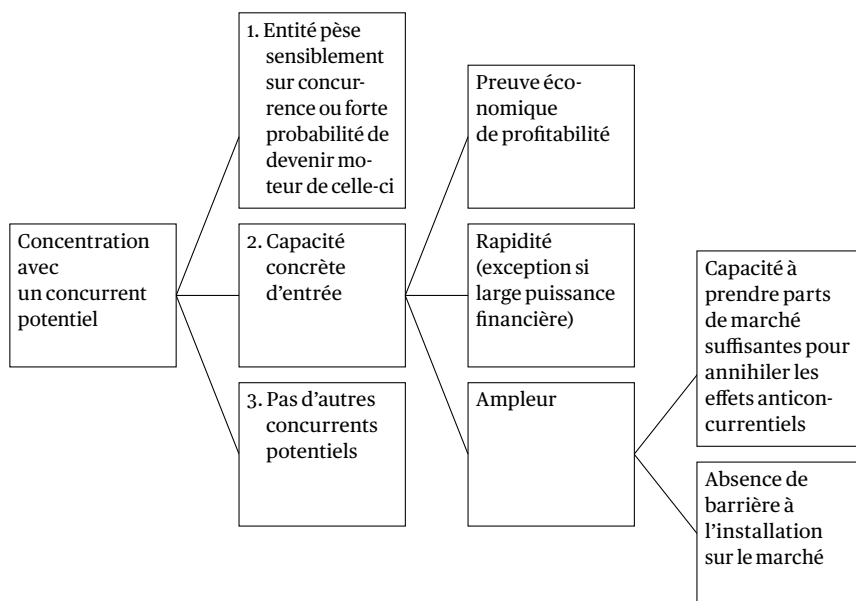 Concentration
avec
un concurrent
potentiel
1. Entité pèse
sensiblement
sur concur-
rence ou forte
probabilité de
devenir mo-
teur de celle-ci
2. Capacité
concrète
d’entrée
3. Pas d’autres
concurrents
potentiels
Preuve éco-
nomique
de profitabilité
Rapidité
(exception si
large puissance
financière)
Ampleur
Capacité à
prendre parts
de marché
suffisantes pour
annihiler les
effets anticon-
currentiels
Absence de
barrière à
l’installation
sur le marché